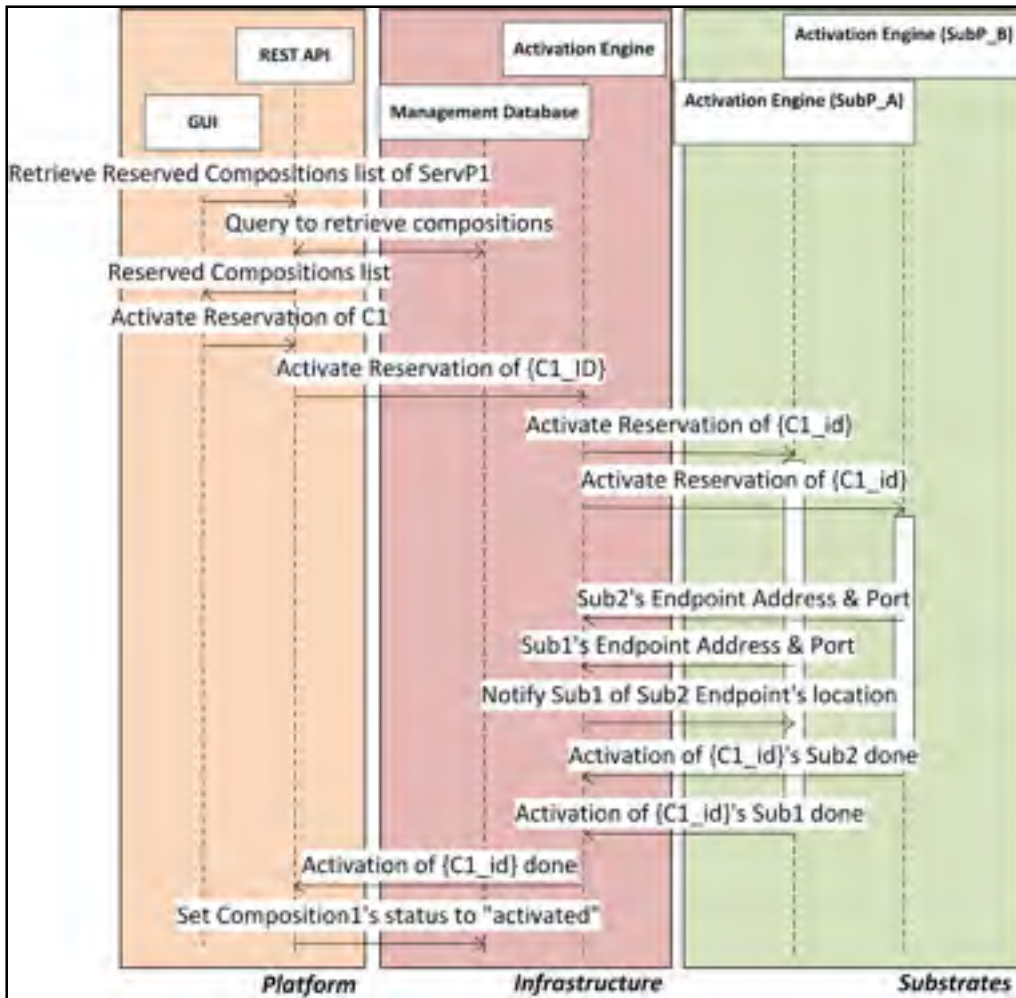 Activation Engine (SubP_B)
Activation Engine
REST API
Activation Engine (SubP_A)
Management Database
GUI
Retrieve Reserved Compositions list of ServP1
Query to retrieve compositions
Reserved Compositions list
Activate Reservation of C1
Activate Reservation of {C1_ID}
Activate Reservation of {C1_id}
Activate Reservation of {C1_id}
Sub2's Endpoint Address & Port
Sub1's Endpoint Address & Port
Notify Sub1 of Sub2 Endpoint's location
Activation of {C1_id}'s Sub2 done
Activation of {C1_id}'s Sub1 done
Activation of {C1_id} done
Set Composition1's status to "activated"
Platform
Infrastructure
Substrates